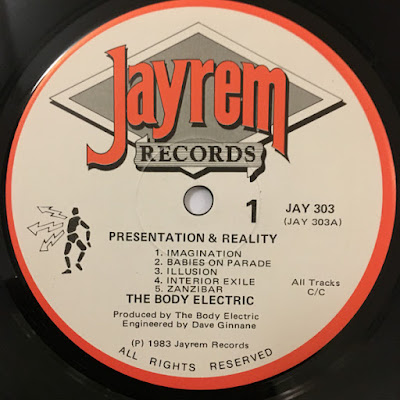 Jayrem
RECORDS
1
JAY 303
(JAY 303A)
PRESENTATION & REALITY
1. IMAGINATION
2. BABIES ON PARADE
3. ILLUSION
4. INTERIOR EXILE
5. ZANZIBAR
All Tracks
C/C
THE BODY ELECTRIC
Produced by The Body Electric
Engineered by Dave Ginnane
(P) 1983 Jayrem Records
ALL RIGHTS RESERVED